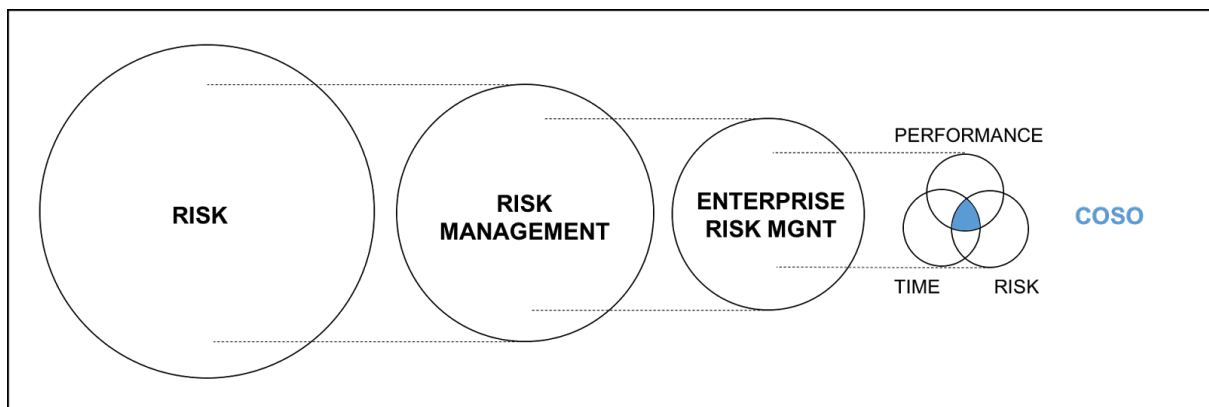 RISK
RISK
MANAGEMENT
ENTERPRISE
RISK MGNT
PERFORMANCE
TIME
RISK
COSO